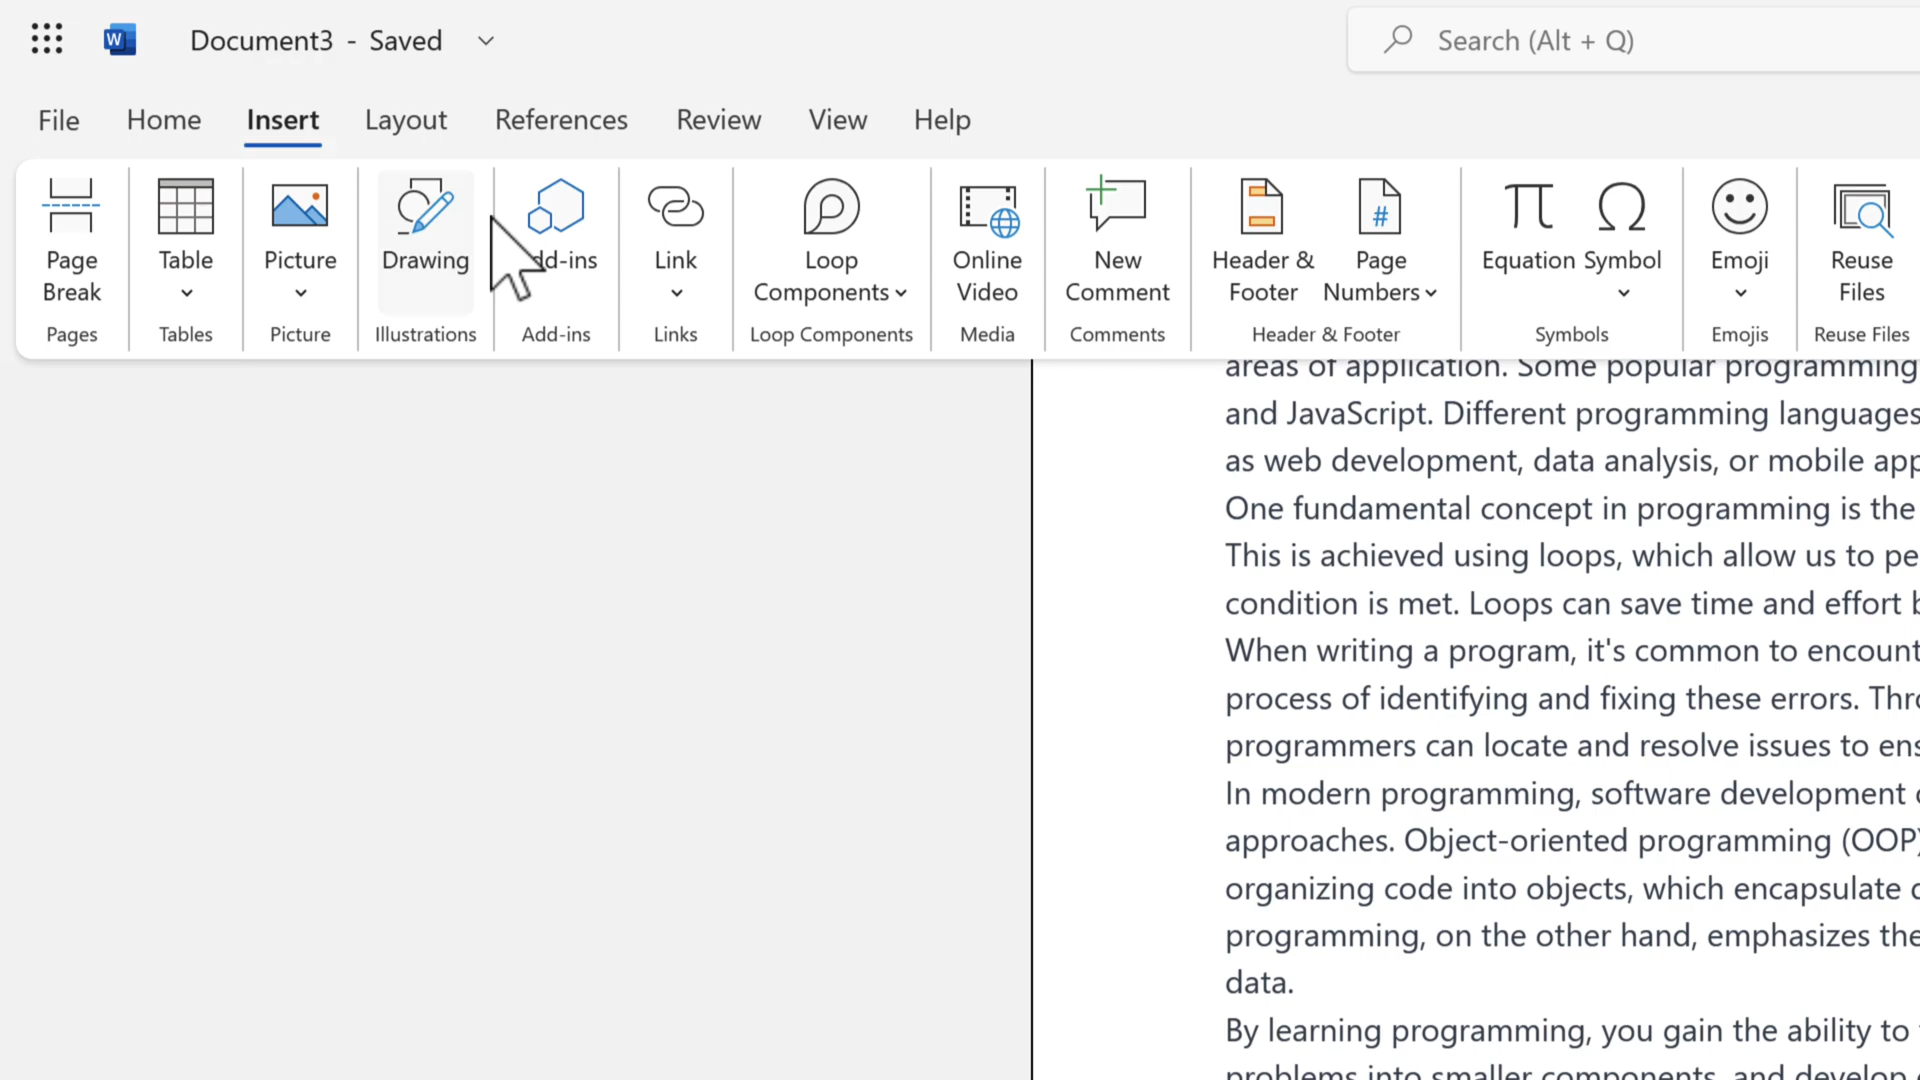 W Document3 - Saved
Search (Alt + Q)
File Home Insert Layout References Review View Help
Page Break
Table
Picture
Drawing
Link
Loop Components
Online Video
New Comment
Header & Footer
Page Numbers
#
Equation
Symbol
Emoji
Reuse Files
Pages Tables Picture Illustrations Add-ins Links Loop Components Media Comments Header & Footer Symbols Emojis Reuse Files
areas of application. Some popular programming
and JavaScript. Different programming languages
as web development, data analysis, or mobile app
One fundamental concept in programming is the
This is achieved using loops, which allow us to pe
condition is met. Loops can save time and effort b
When writing a program, it's common to encount
process of identifying and fixing these errors. Thro
programmers can locate and resolve issues to ens
In modern programming, software development
approaches. Object-oriented programming (OOP)
organizing code into objects, which encapsulate
programming, on the other hand, emphasizes the
data.
By learning programming, you gain the ability to
problems into smaller components, and develop